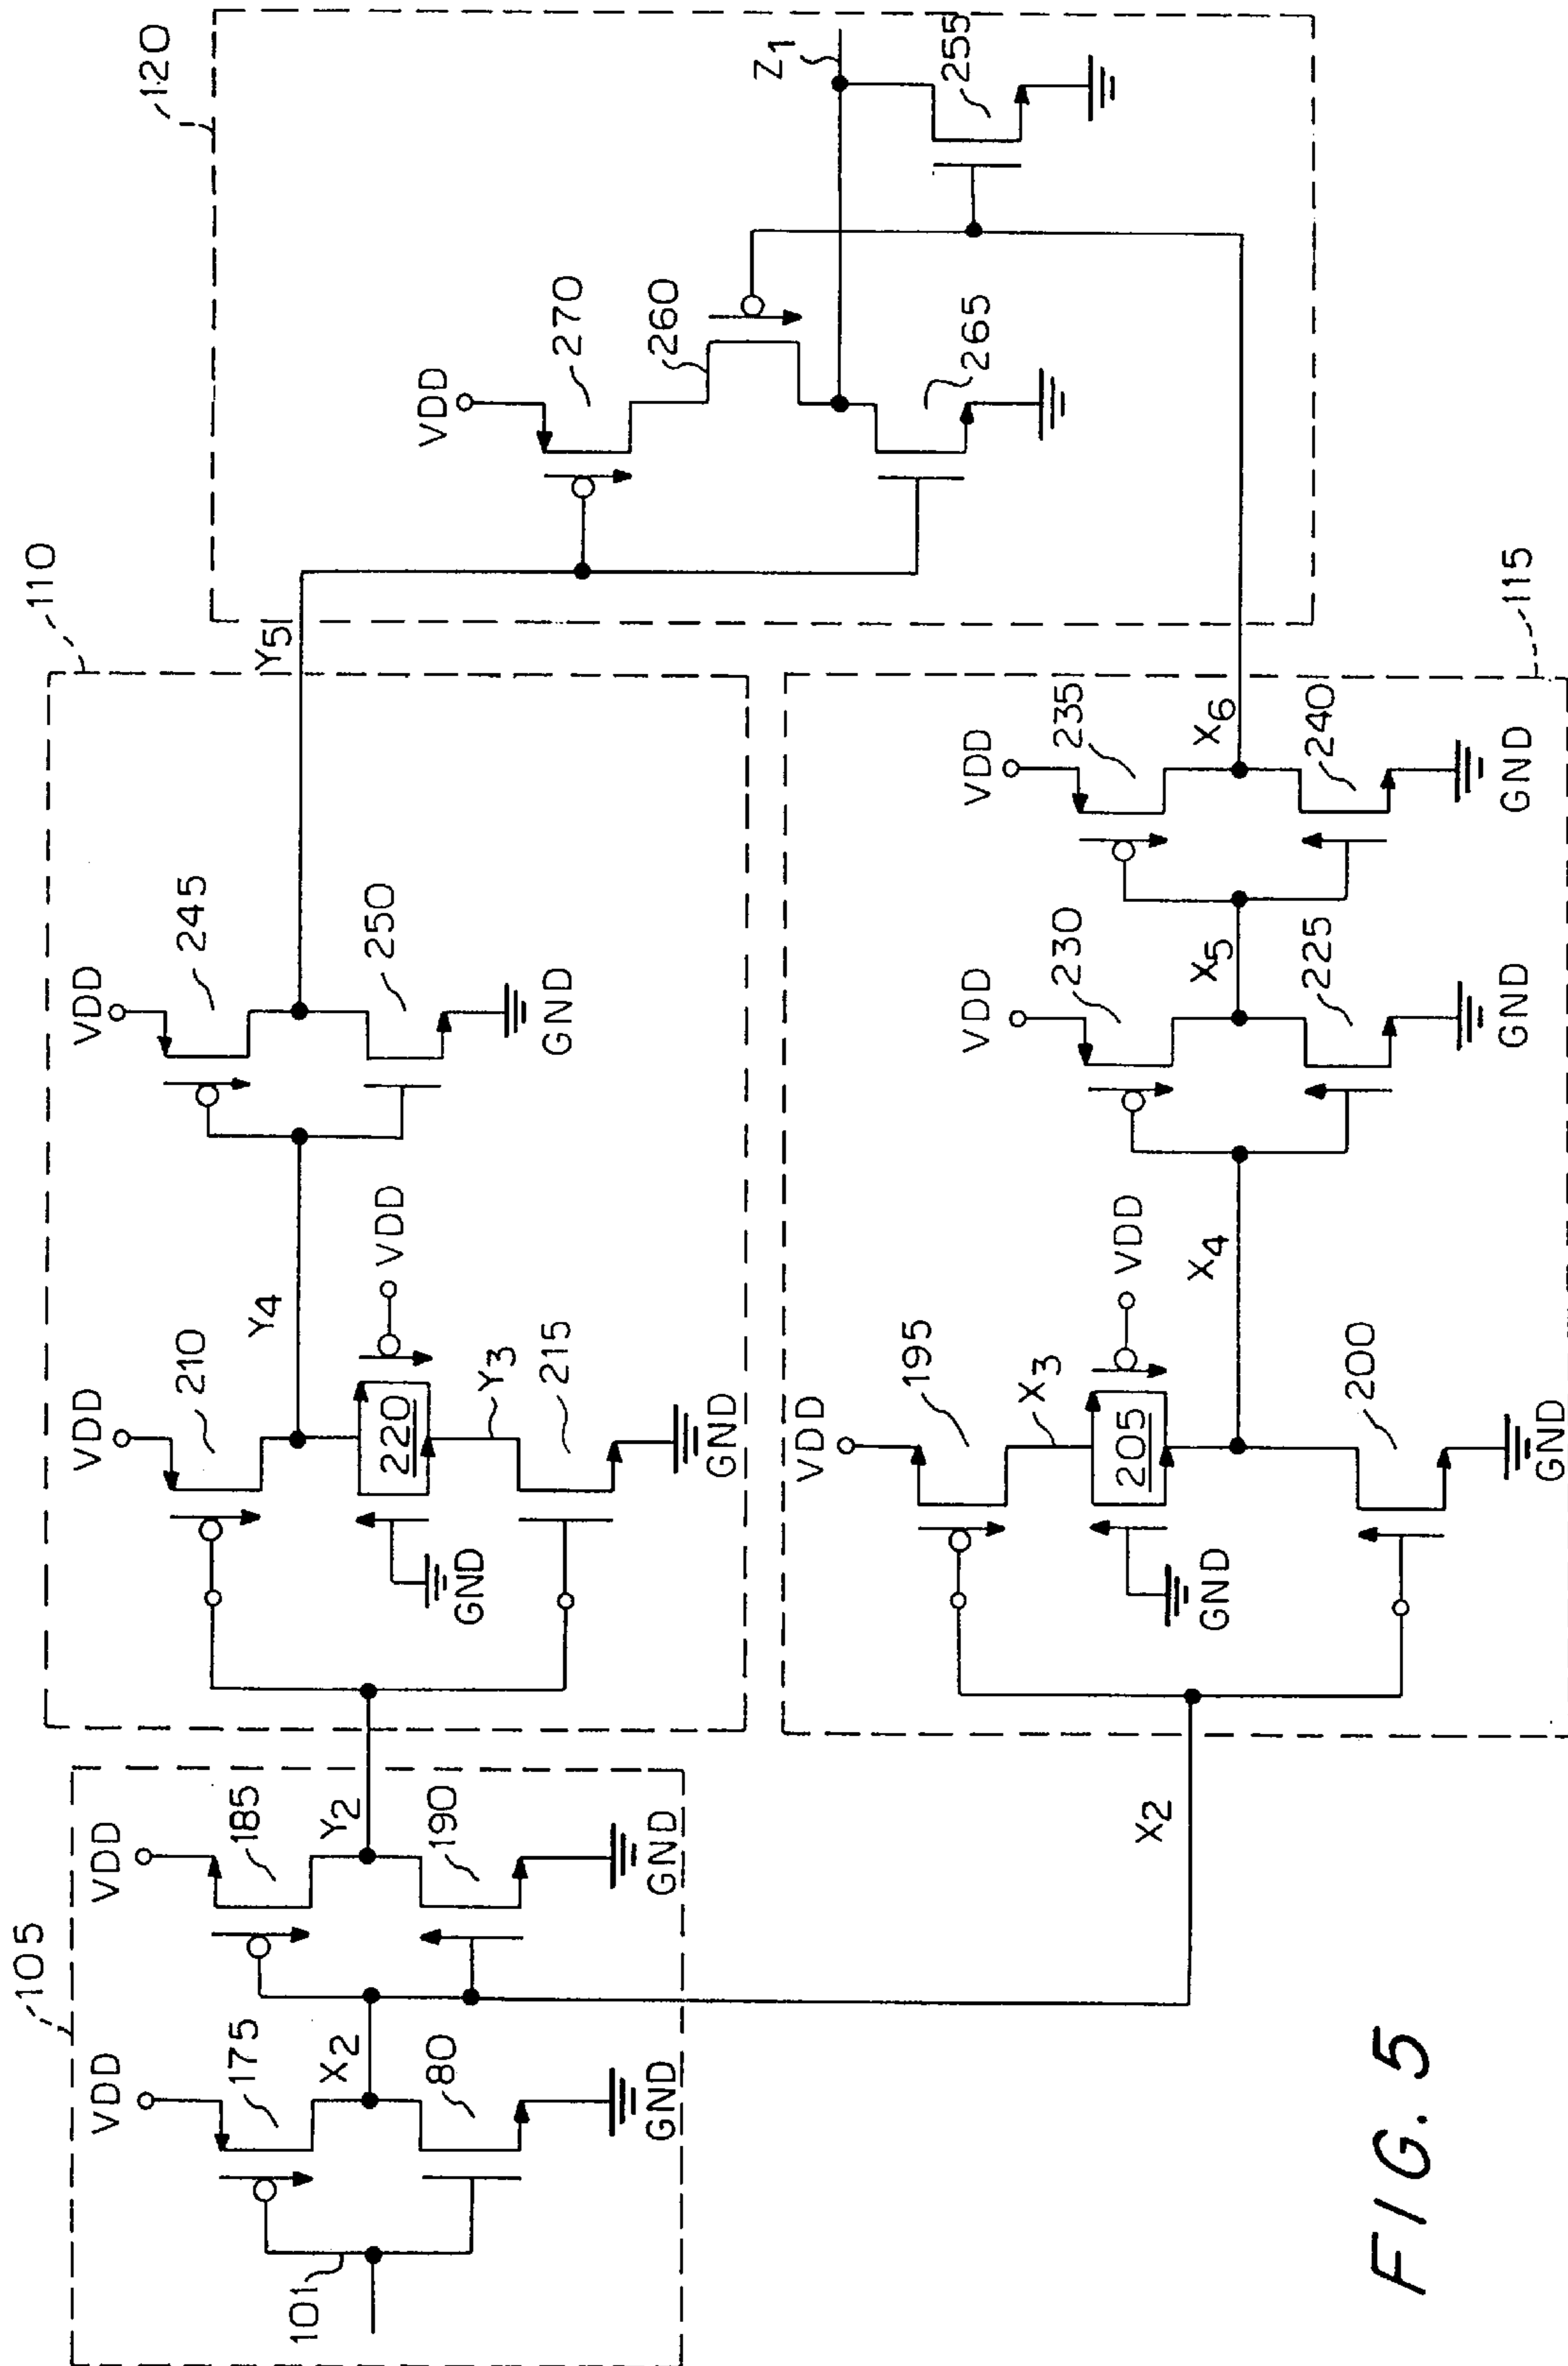 105
101
VDD
175
X2
80
GND
VDD
185
Y2
190
GND
X2
110
VDD
210
Y4
220
VDD
GND
Y3
215
GND
VDD
245
250
GND
Y5
115
VDD
195
X3
205
VDD
GND
X4
200
GND
VDD
230
X5
225
GND
VDD
235
X6
240
GND
120
VDD
270
260
265
Z1
255
FIG. 5